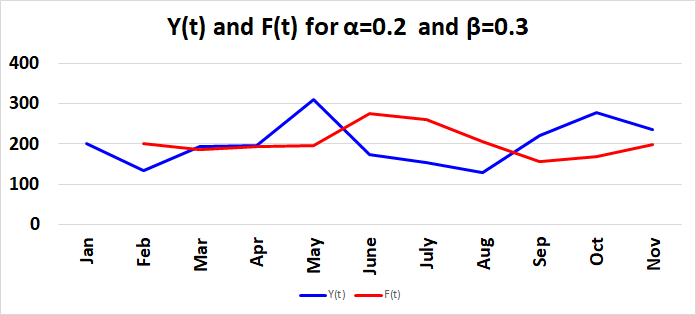 Y(t) and F(t) for α=0.2 and β=0.3
400
300
200
100
0
Jan
Feb
Mar
Apr
May
June
July
Aug
Sep
Oct
Nov
Y(t)
F(t)